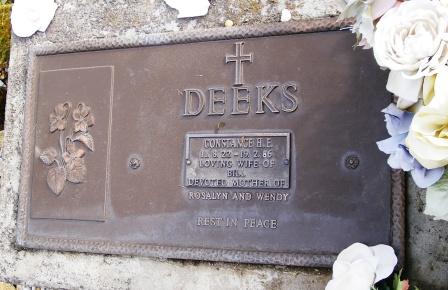 DEEKS
CONSTANCE H.E.
11.8.22 - 19.2.86
LOVING WIFE OF
BILL
DEVOTED MOTHER OF
ROSALYN AND WENDY
REST IN PEACE